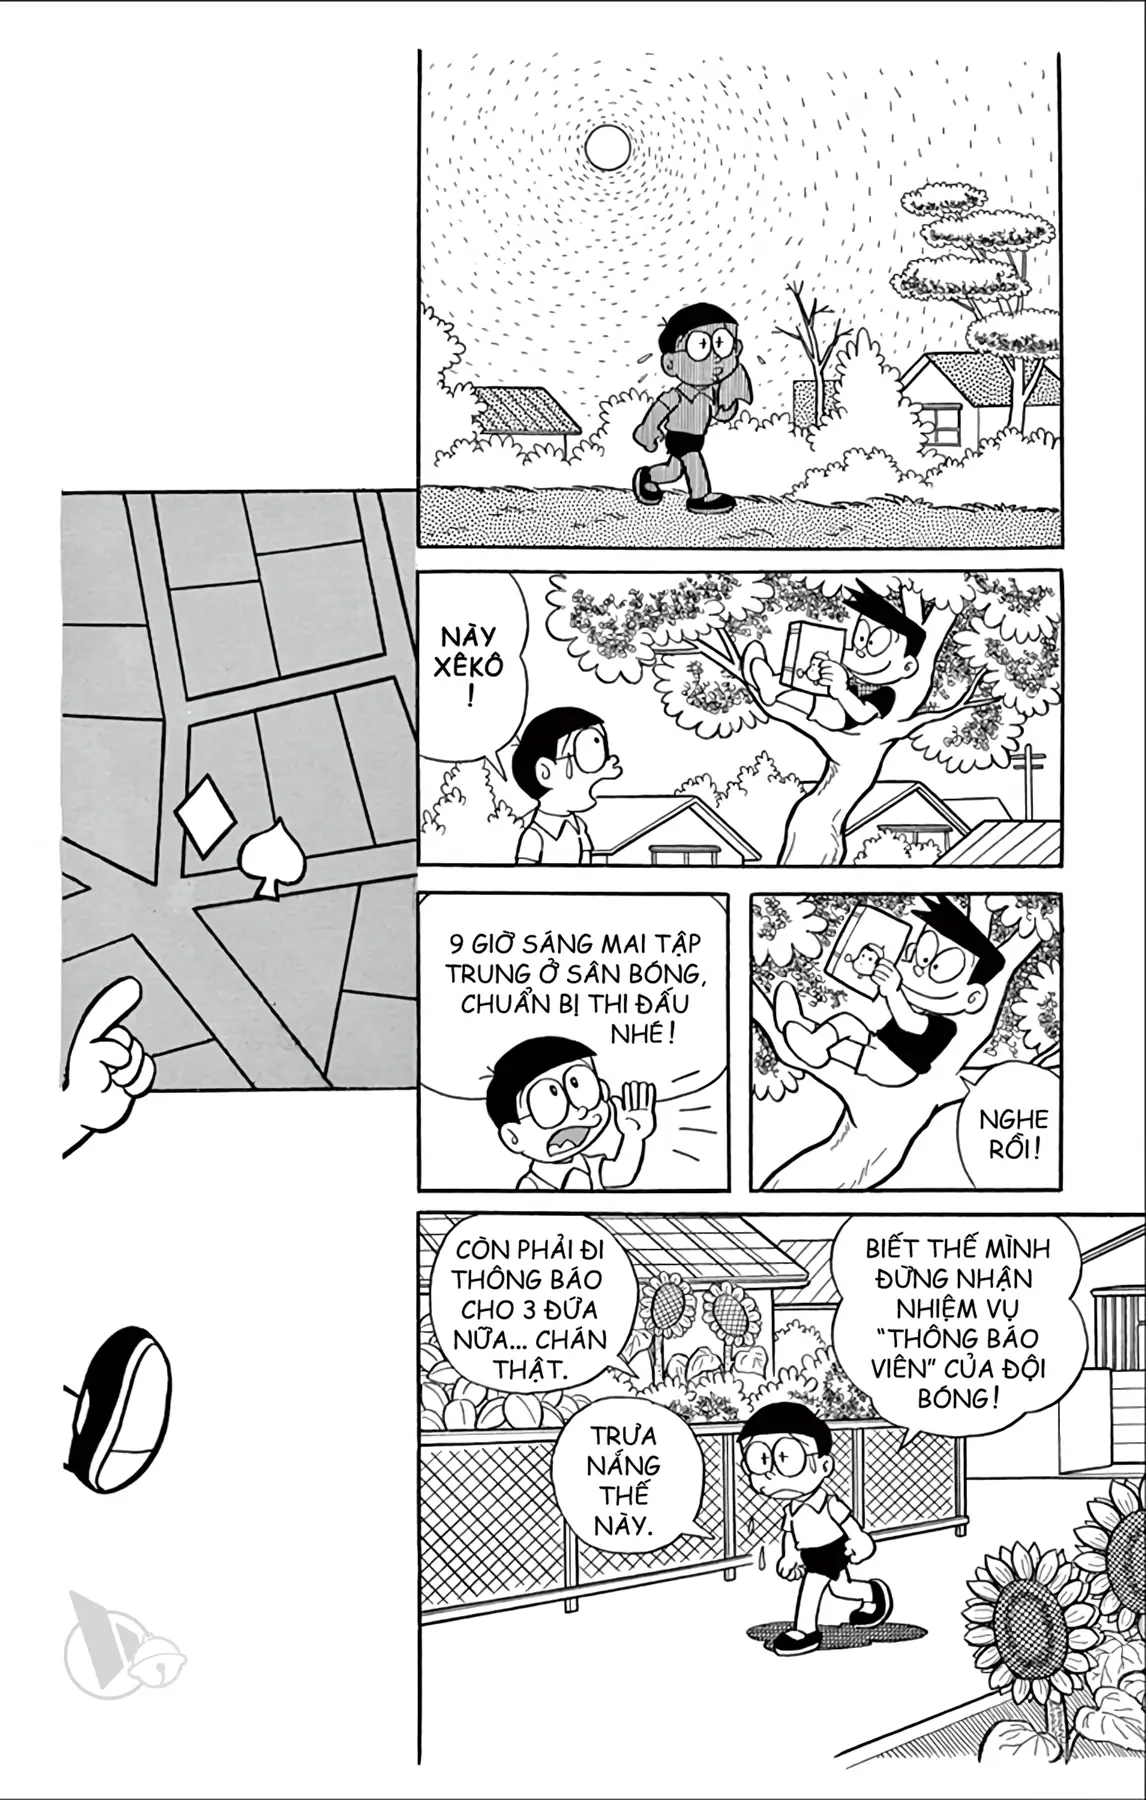 NÀY
XÊKÔ
!
9 GIỜ SÁNG MAI TẬP
TRUNG Ở SÂN BÓNG,
CHUẨN BỊ THI ĐẤU
NHÉ!
NGHE
RỒI!
CÒN PHẢI ĐI
THÔNG BÁO
CHO 3 ĐỨA
NỮA... CHÁN
THẬT.
TRƯA
NẮNG
THẾ
NÀY.
BIẾT THẾ MÌNH
ĐỪNG NHẬN
NHIỆM VỤ
“THÔNG BÁO
VIÊN” CỦA ĐỘI
BÓNG!